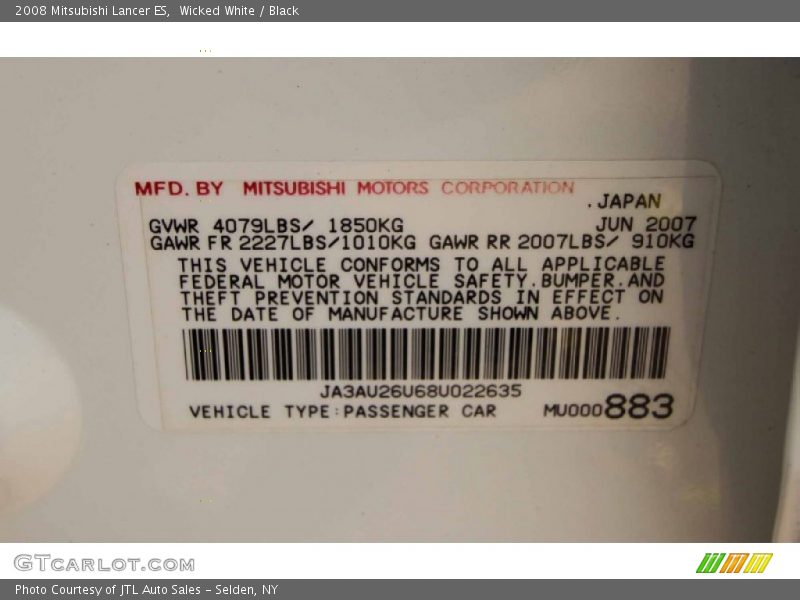 2008 Mitsubishi Lancer ES, Wicked White / Black
MFD. BY MITSUBISHI MOTORS CORPORATION
.JAPAN
GVWR 4079LBS/ 1850KG JUN 2007
GAWR FR 2227LBS/1010KG GAWR RR 2007LBS/ 910KG
THIS VEHICLE CONFORMS TO ALL APPLICABLE
FEDERAL MOTOR VEHICLE SAFETY.BUMPER.AND
THEFT PREVENTION STANDARDS IN EFFECT ON
THE DATE OF MANUFACTURE SHOWN ABOVE.
JA3AU26U68U022635
VEHICLE TYPE:PASSENGER CAR MU000883
GTCARLOT.COM
Photo Courtesy of JTL Auto Sales - Selden, NY